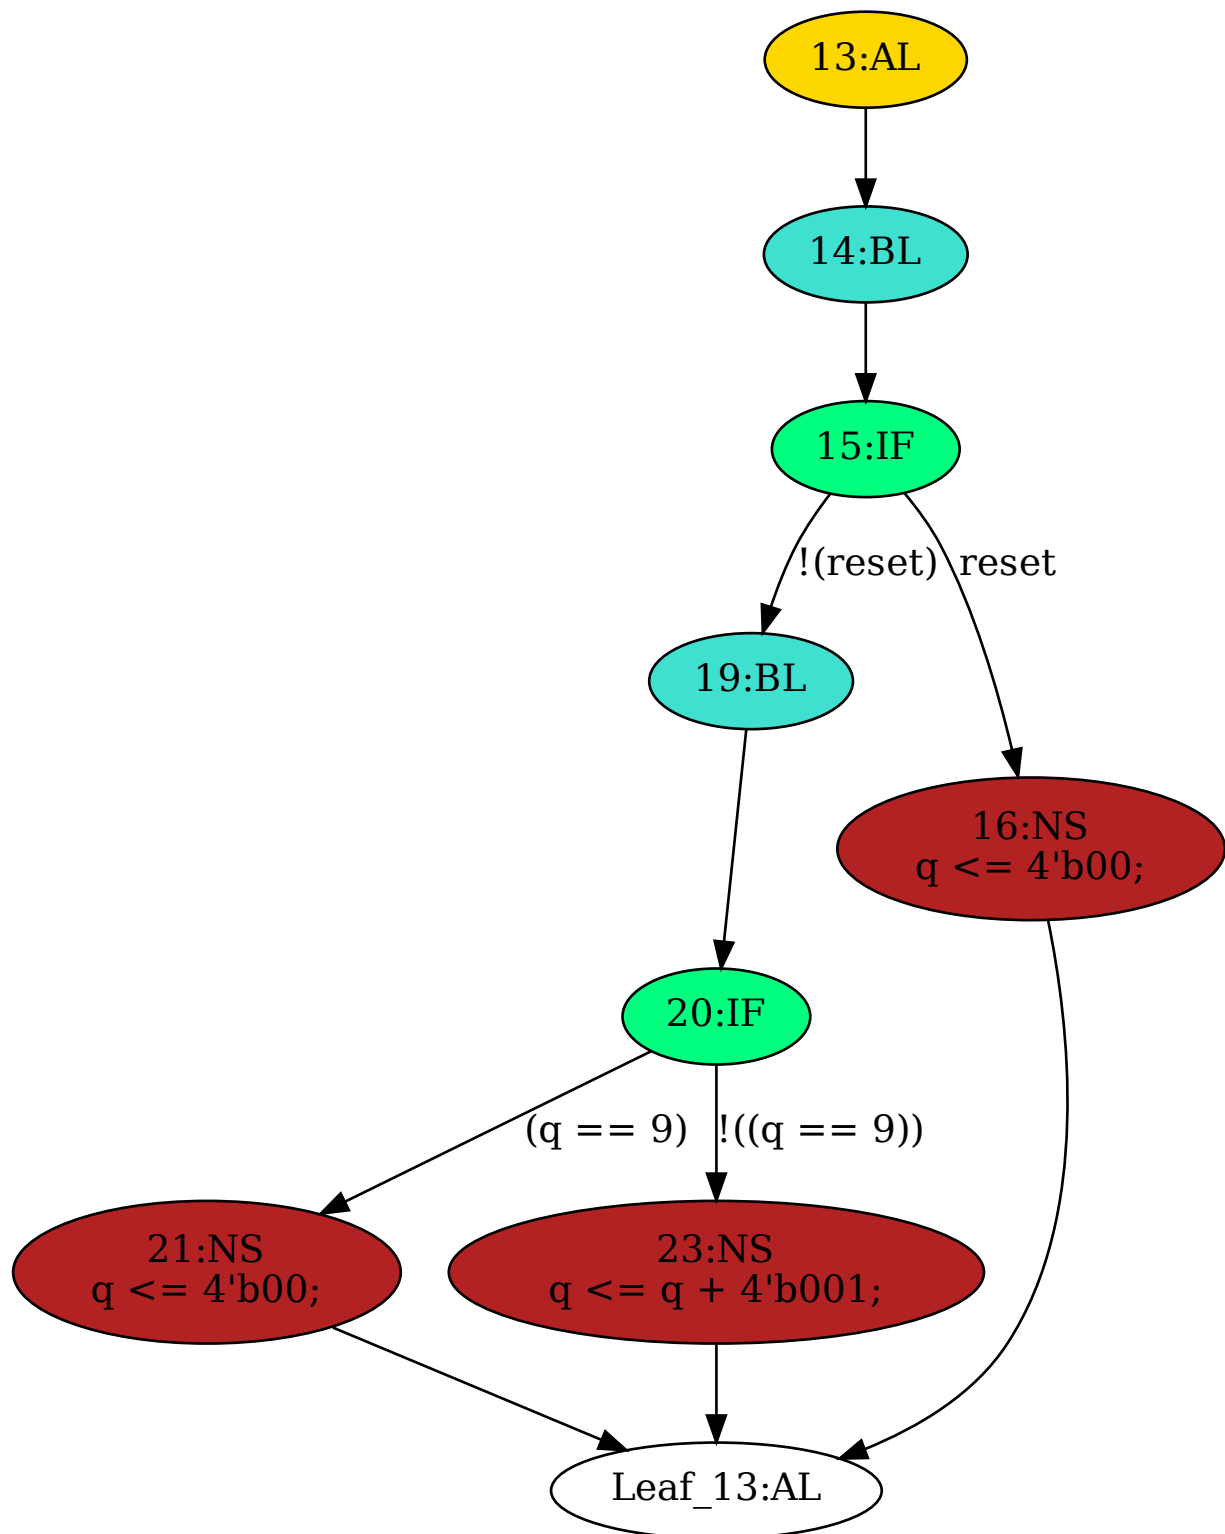 13:AL
14:BL
15:IF
!(reset)
reset
19:BL
16:NS
q <= 4'b00;
20:IF
(q == 9)
!((q == 9))
21:NS
q <= 4'b00;
23:NS
q <= q + 4'b001;
Leaf_13:AL